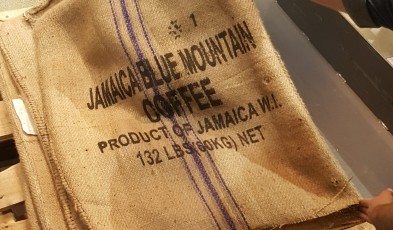 1
JAMAICA BLUE MOUNTAIN
COFFEE
PRODUCT OF JAMAICA W.I.
132 LBS(60KG) NET